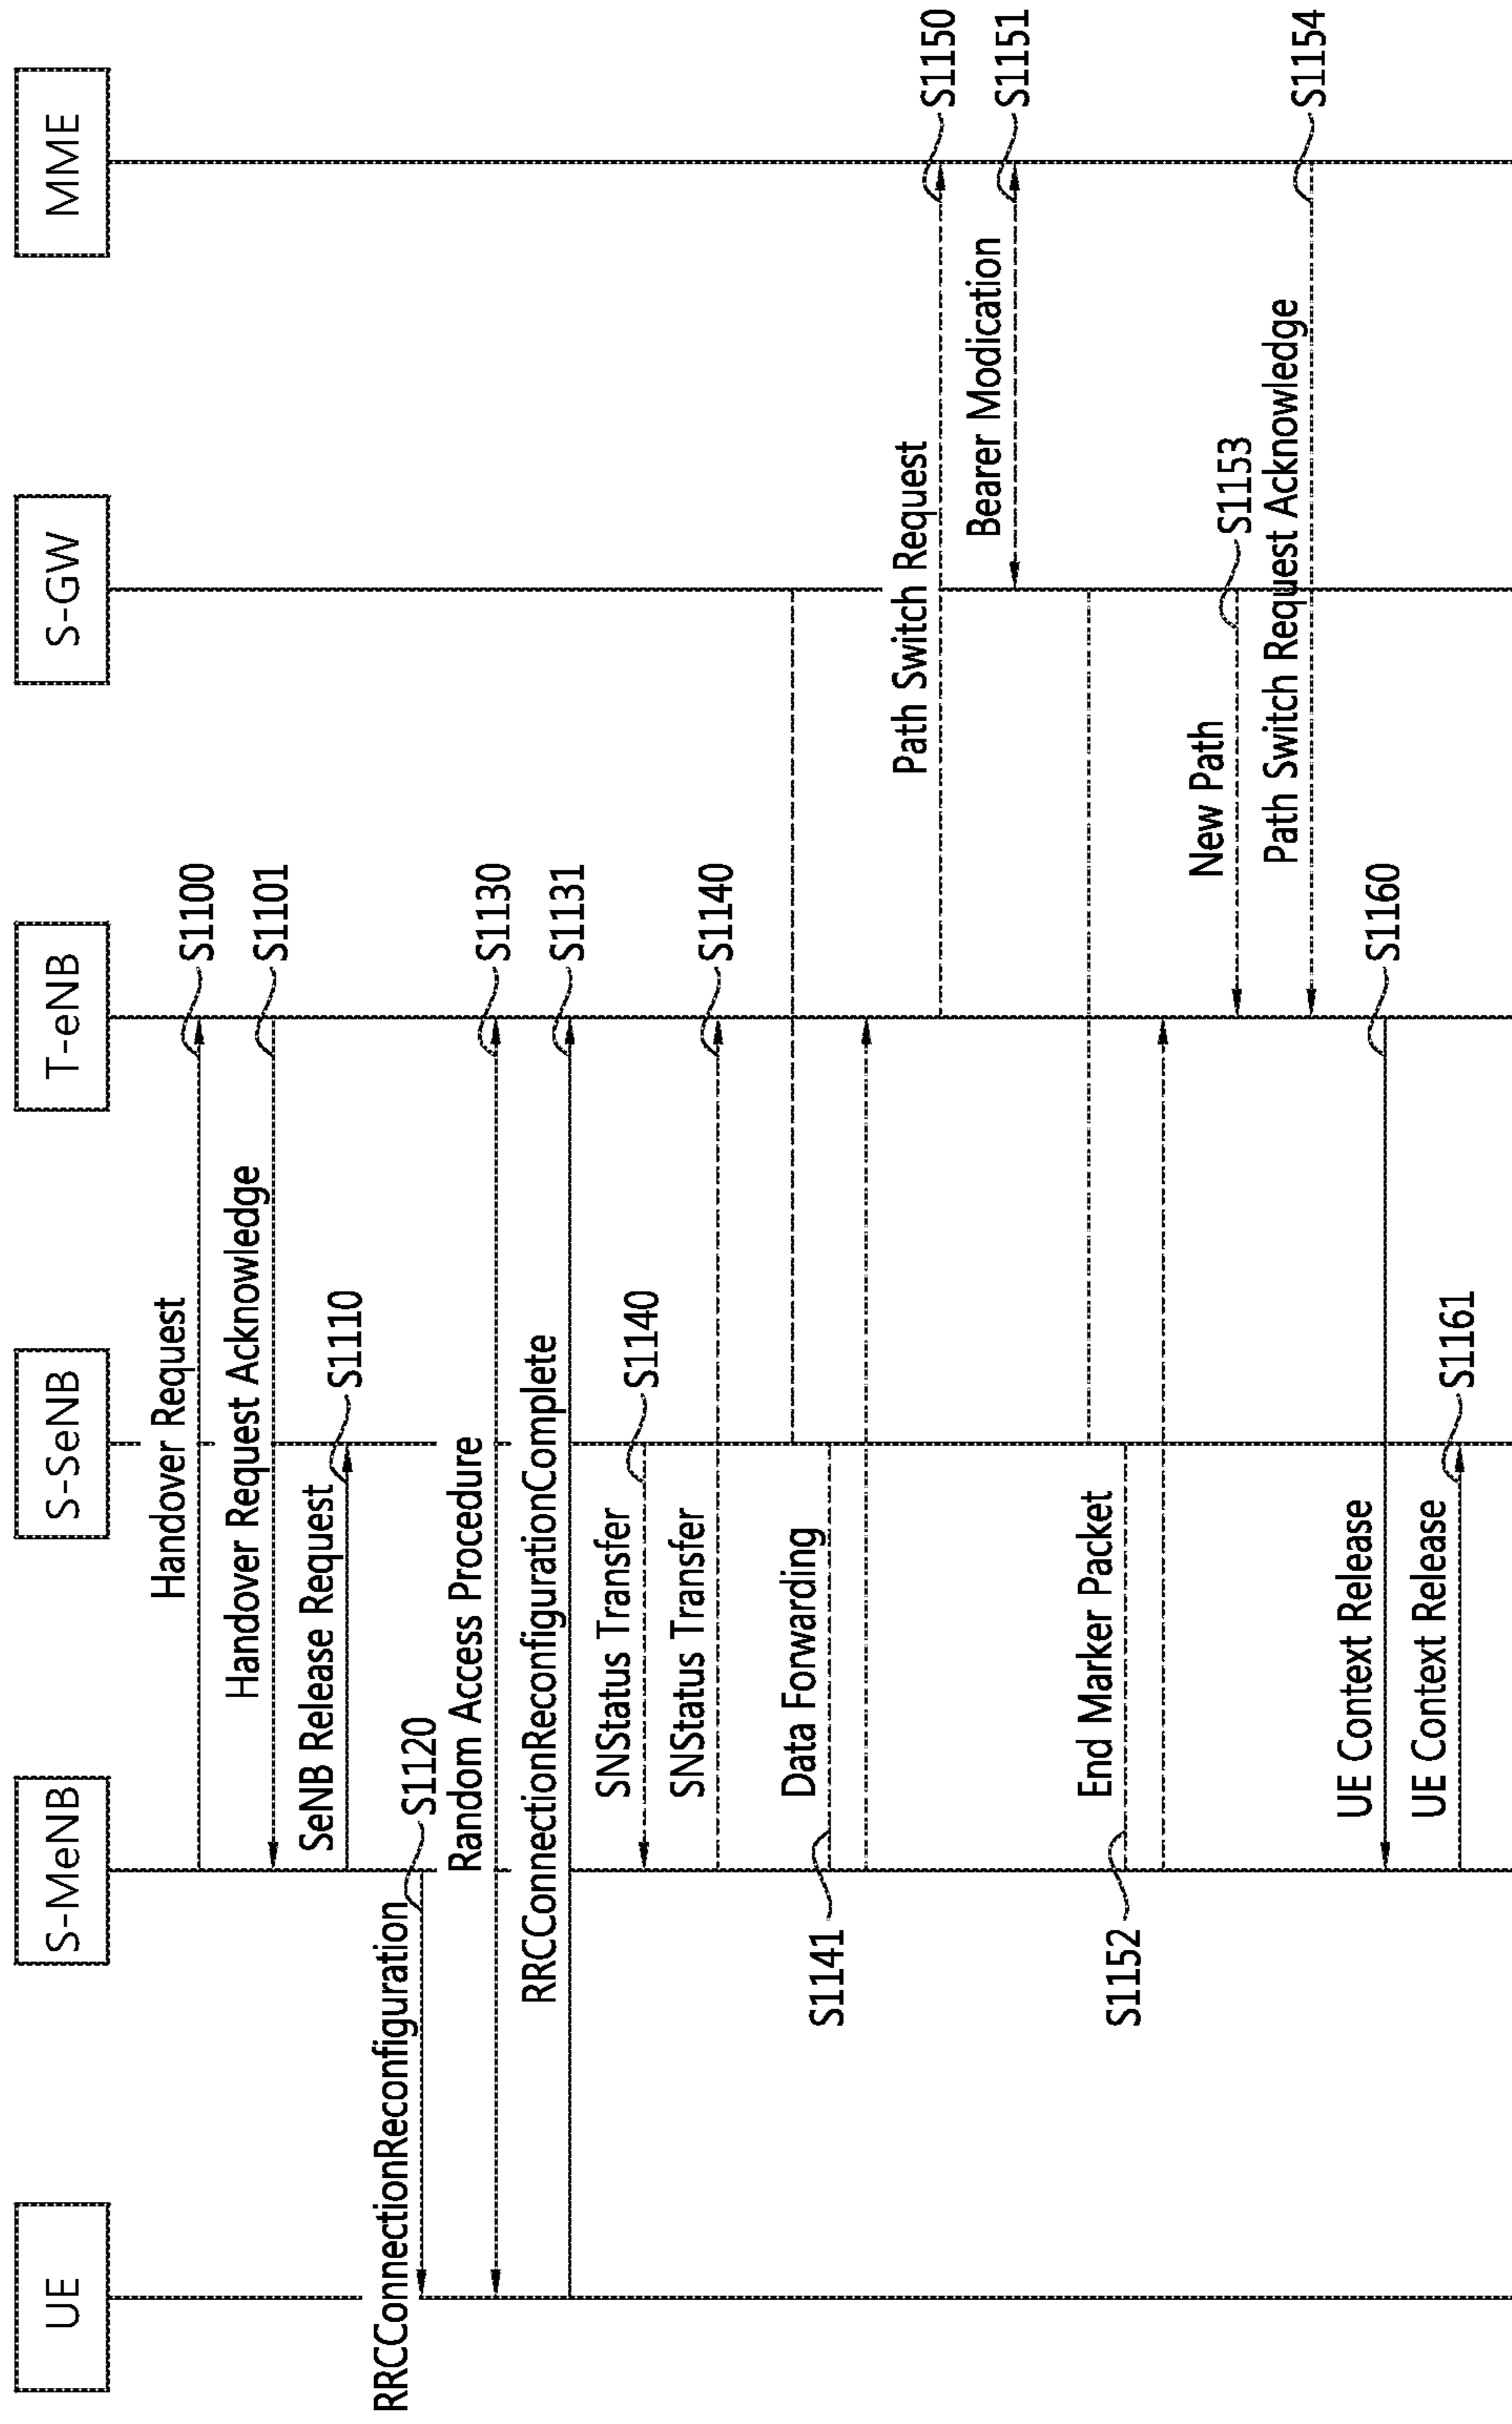 UE
S-MeNB
S-SeNB
T-eNB
S-GW
MME
Handover Request
S1100
Handover Request Acknowledge
S1101
SeNB Release Request
S1110
RRCConnectionReconfiguration
S1120
Random Access Procedure
S1130
RRCConnectionReconfigurationComplete
S1131
SNStatus Transfer
S1140
SNStatus Transfer
S1140
Data Forwarding
S1141
Path Switch Request
S1150
Bearer Modication
S1151
End Marker Packet
S1152
New Path
S1153
Path Switch Request Acknowledge
S1154
UE Context Release
S1160
UE Context Release
S1161